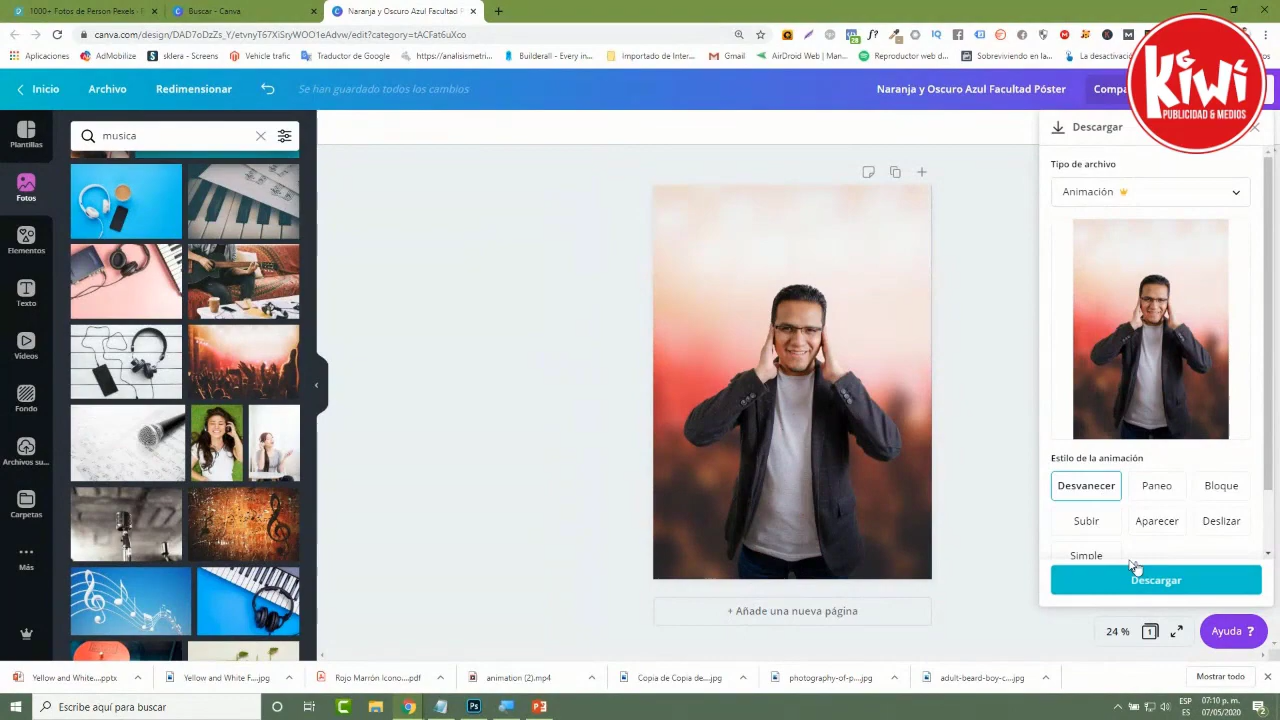 1000+ Fotos de Person Pexels -
Buscar - Canva
Naranja y Oscuro Azul Facultad P
canva.com/design/DAD7oDzZs_Y/etvnyT67XiSryWOO1eAdvw/edit?category=tACFat6uXco
Aplicaciones
AdMobilize
sklera - Screens
Vehicle trafic
Traductor de Google
https://analisismetri...
Builderall - Every in...
Importado de Inter...
Gmail
AirDroid Web | Man...
Reproductor web d...
Sobreviviendo en la...
La desactivació
Inicio
Archivo
Redimensionar
Se han guardado todos los cambios
Naranja y Oscuro Azul Facultad Póster
Compa
KIWI
PUBLICIDAD & MEDIOS
Plantillas
Fotos
Elementos
Texto
Vídeos
Fondo
Archivos su...
Carpetas
Más
musica
+ Añade una nueva página
Descargar
Tipo de archivo
Animación
Estilo de la animación
Desvanecer
Paneo
Bloque
Subir
Aparecer
Deslizar
Simple
Descargar
24 %
1
Ayuda ?
Yellow and White....pptx
Yellow and White F....jpg
Rojo Marrón Icono....pdf
animation (2).mp4
Copia de Copia de....jpg
photography-of-p....jpg
adult-beard-boy-c....jpg
Mostrar todo
Escribe aquí para buscar
ESP
ES
07:10 p. m.
07/05/2020
2